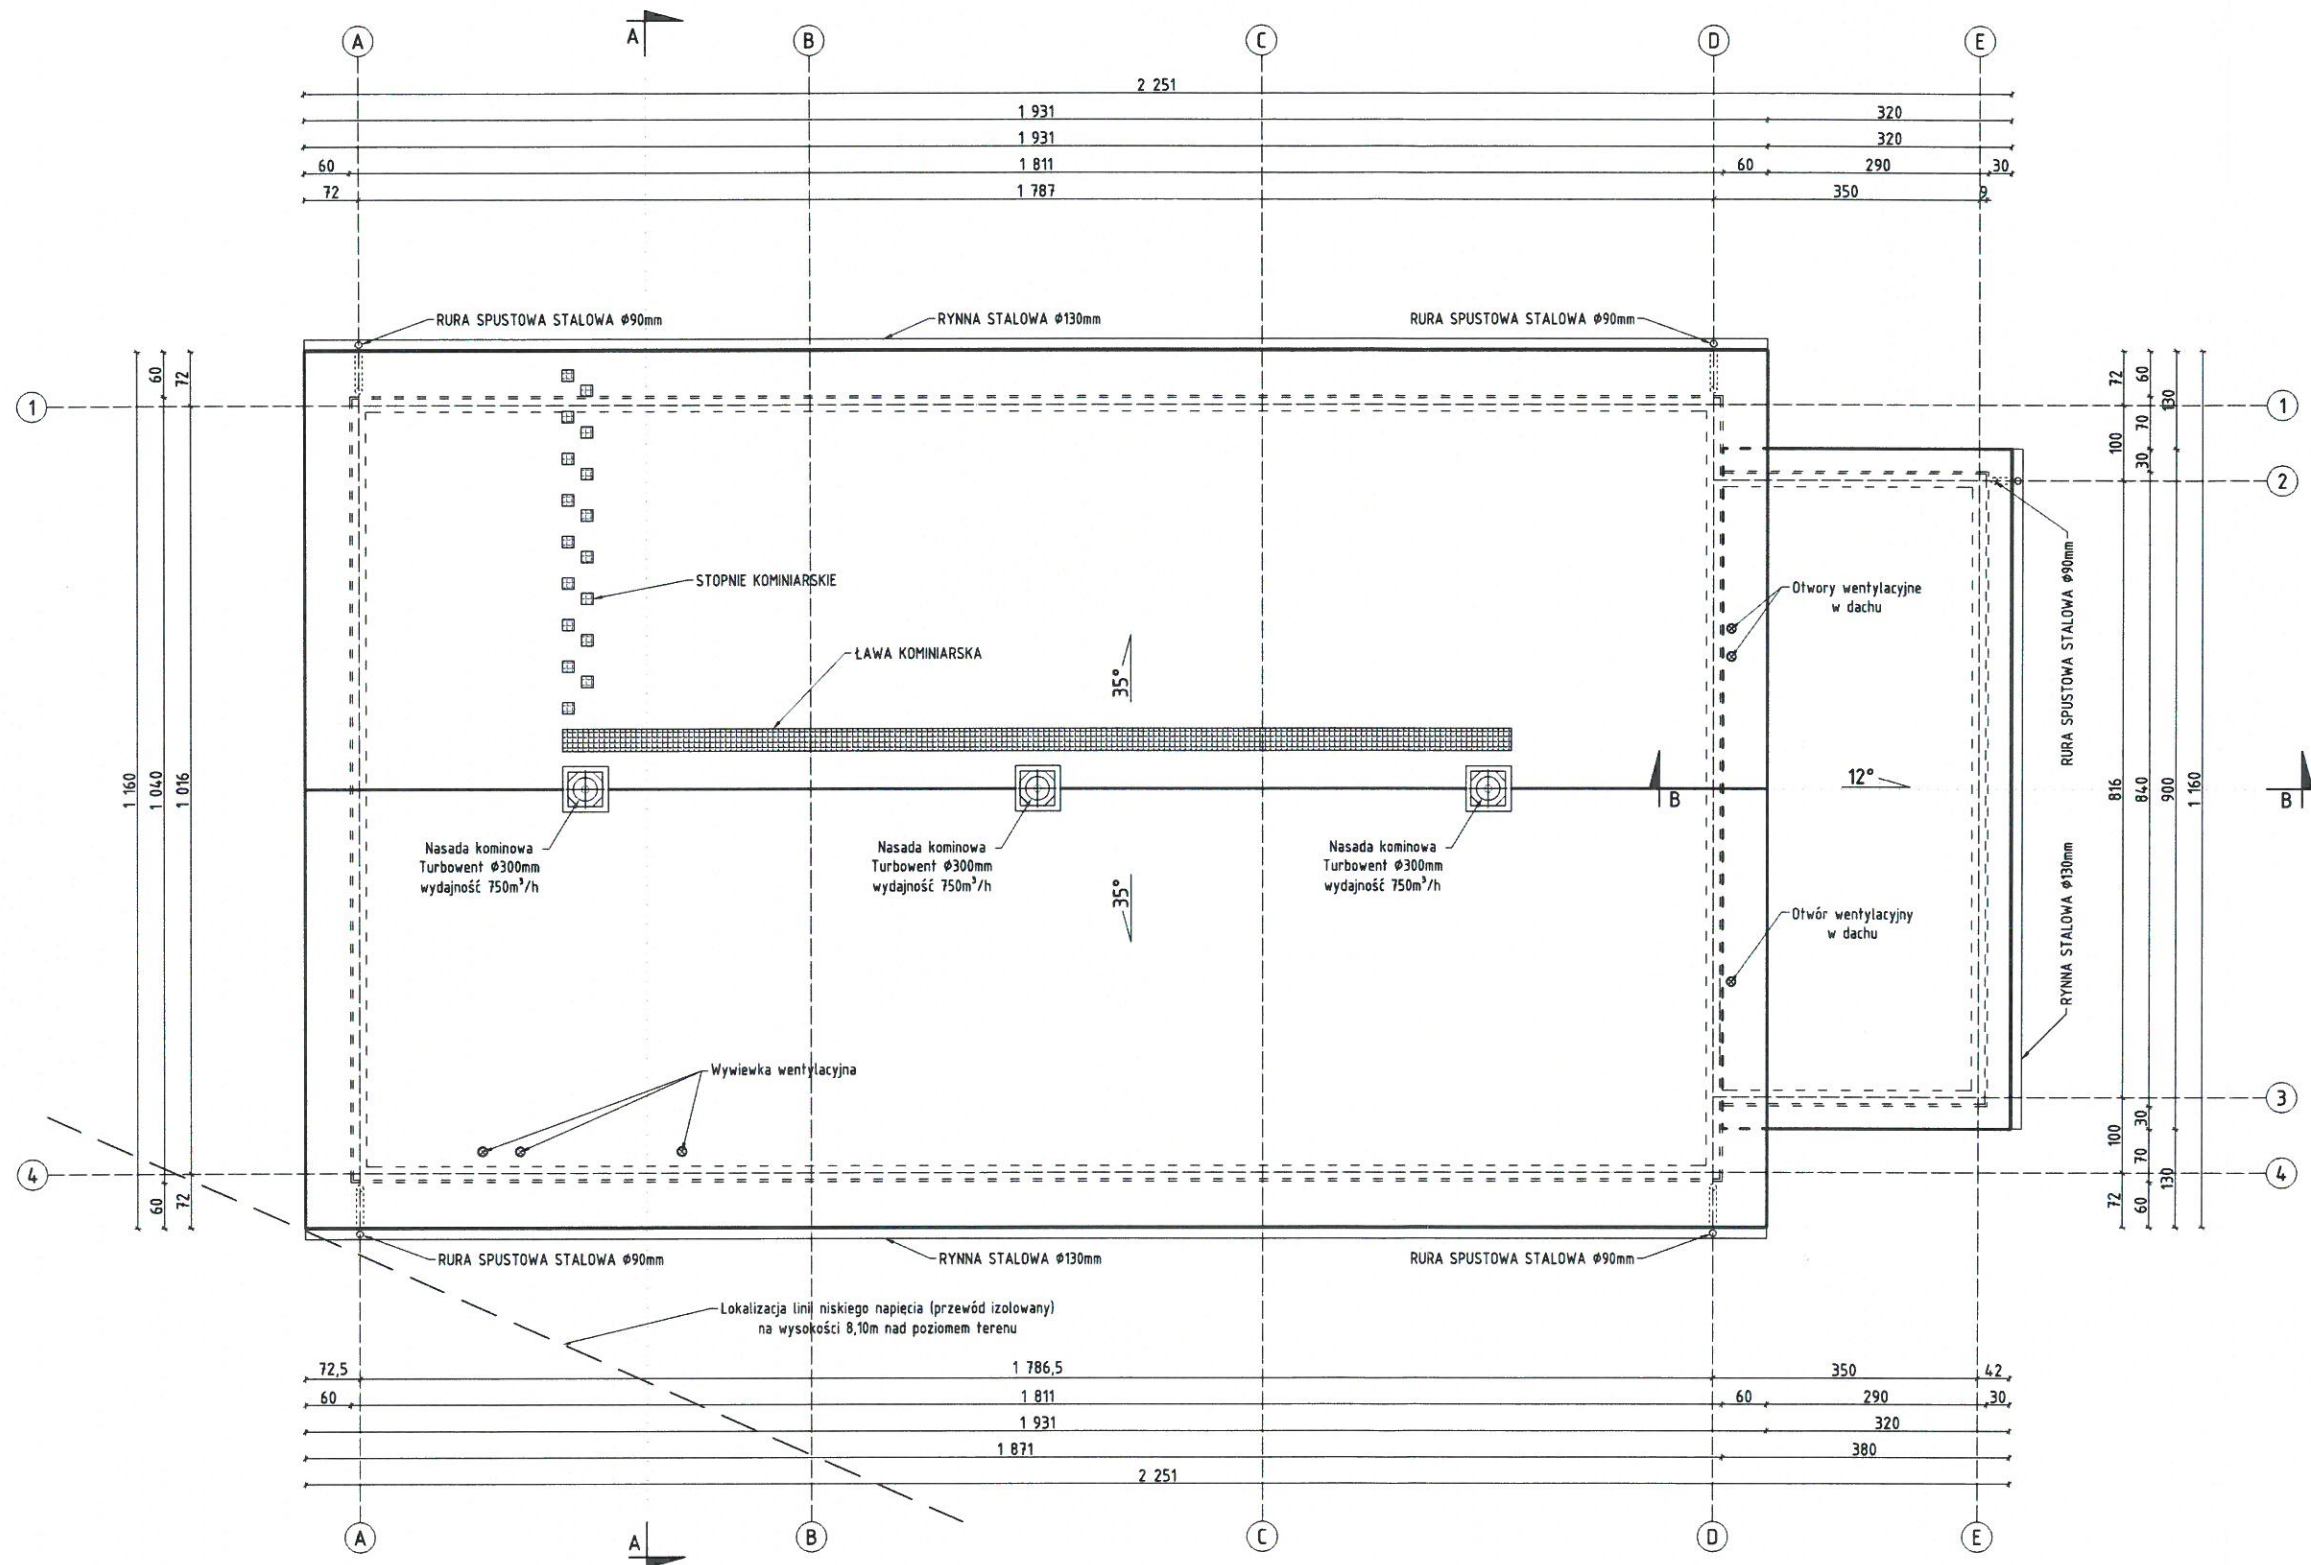 A
A
B
C
D
E
2 251
1 931
320
1 931
320
60
1 811
60
290
30
72
1 787
350
9
RURA SPUSTOWA STALOWA Ø90mm
RYNNA STALOWA Ø130mm
RURA SPUSTOWA STALOWA Ø90mm
60
72
72
60
130
1
1
70
100
30
2
STOPNIE KOMINIARSKIE
Otwory wentylacyjne
w dachu
RURA SPUSTOWA STALOWA Ø90mm
ŁAWA KOMINIARSKA
35°
1 160
1 040
1 016
12°
816
840
900
1 160
B
B
Nasada kominowa
Turbowent Ø300mm
wydajność 750m³/h
Nasada kominowa
Turbowent Ø300mm
wydajność 750m³/h
Nasada kominowa
Turbowent Ø300mm
wydajność 750m³/h
35°
Otwór wentylacyjny
w dachu
RYNNA STALOWA Ø130mm
Wywiewka wentylacyjna
3
30
100
70
130
4
4
60
72
72
60
RURA SPUSTOWA STALOWA Ø90mm
RYNNA STALOWA Ø130mm
RURA SPUSTOWA STALOWA Ø90mm
Lokalizacja linii niskiego napięcia (przewód izolowany)
na wysokości 8,10m nad poziomem terenu
72,5
1 786,5
350
42
60
1 811
60
290
30
1 931
320
1 871
380
2 251
A
A
B
C
D
E